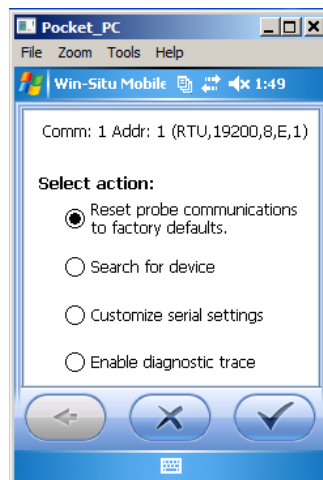 Pocket_PC
File Zoom Tools Help
Win-Situ Mobile 1:49
Comm: 1 Addr: 1 (RTU,19200,8,E,1)
Select action:
Reset probe communications
to factory defaults.
Search for device
Customize serial settings
Enable diagnostic trace